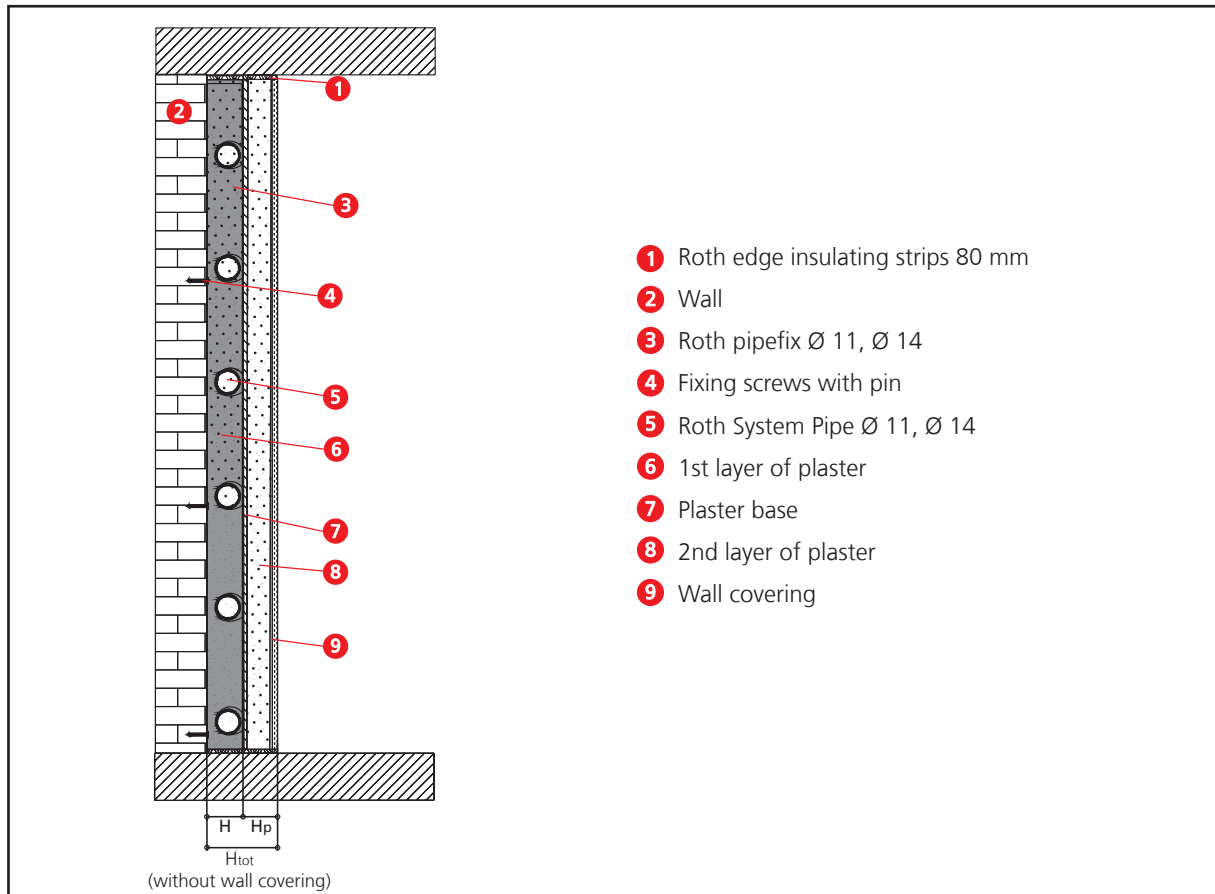 1
2
3
4
5
6
7
8
9
1 Roth edge insulating strips 80 mm
2 Wall
3 Roth pipefix Ø 11, Ø 14
4 Fixing screws with pin
5 Roth System Pipe Ø 11, Ø 14
6 1st layer of plaster
7 Plaster base
8 2nd layer of plaster
9 Wall covering
H Hp
Htot
(without wall covering)